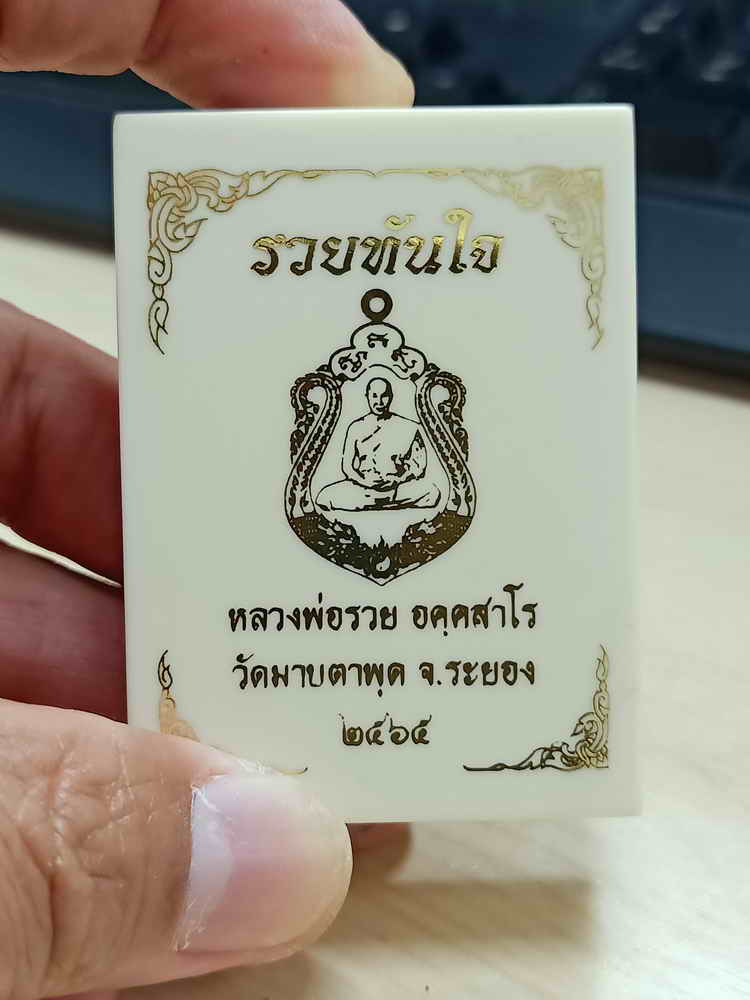 รวยทันใจ
หลวงพ่อรวย อคฺคสาโร
วัดมาบตาพุด จ.ระยอง
๒๕๖๕